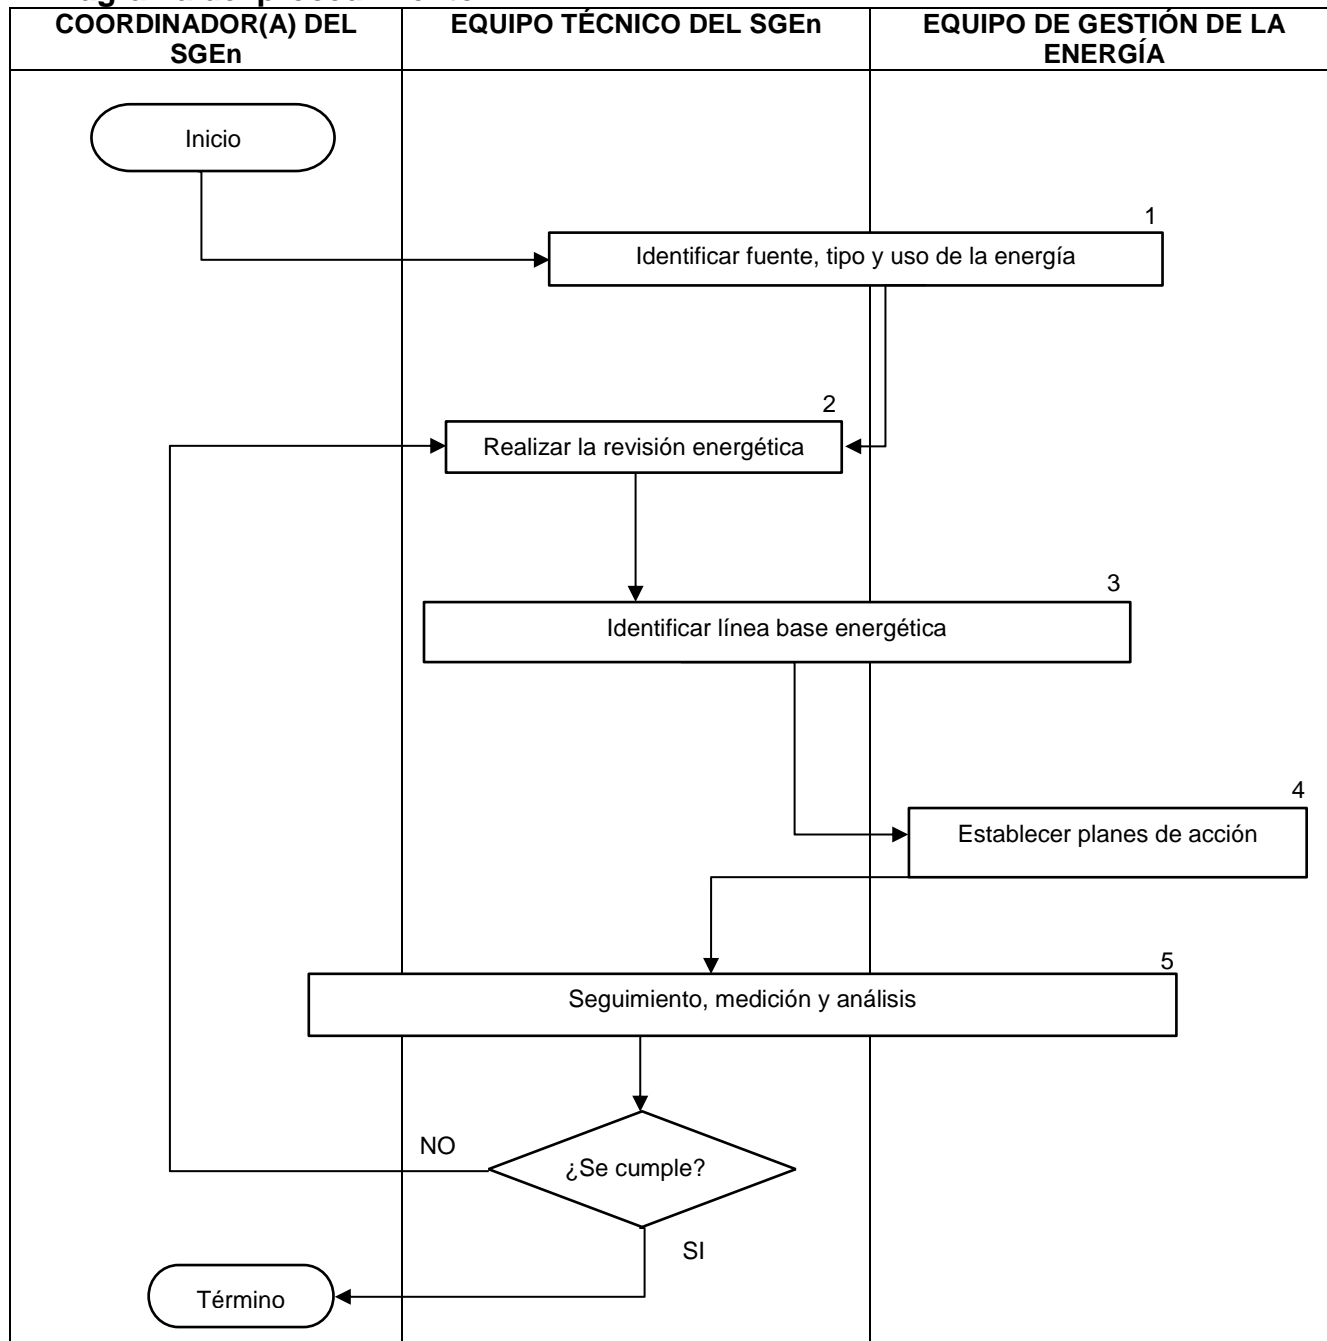 COORDINADOR(A) DEL
SGEn
EQUIPO TÉCNICO DEL SGEn
EQUIPO DE GESTIÓN DE LA
ENERGÍA
Inicio
1
Identificar fuente, tipo y uso de la energía
2
Realizar la revisión energética
3
Identificar línea base energética
4
Establecer planes de acción
5
Seguimiento, medición y análisis
NO
¿Se cumple?
SI
Término